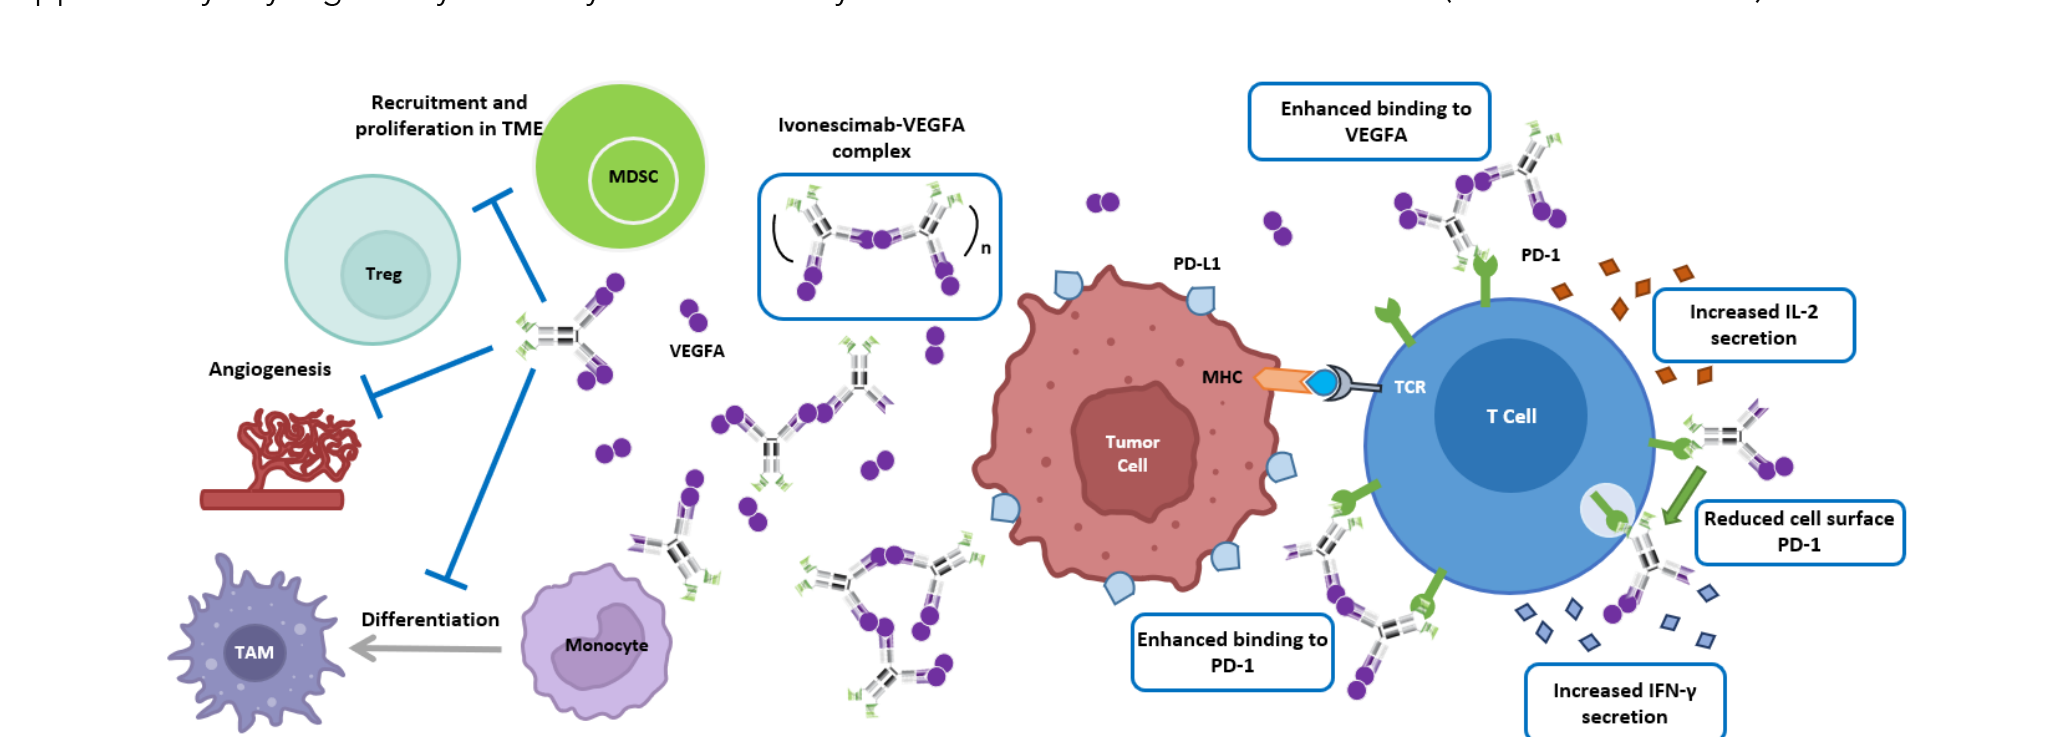 Recruitment and
proliferation in TME
MDSC
Treg
Angiogenesis
VEGFA
Ivonescimab-VEGFA
complex
n
TAM
Differentiation
Monocyte
PD-L1
MHC
Tumor
Cell
Enhanced binding to
VEGFA
PD-1
TCR
T Cell
Increased IL-2
secretion
Reduced cell surface
PD-1
Enhanced binding to
PD-1
Increased IFN-γ
secretion